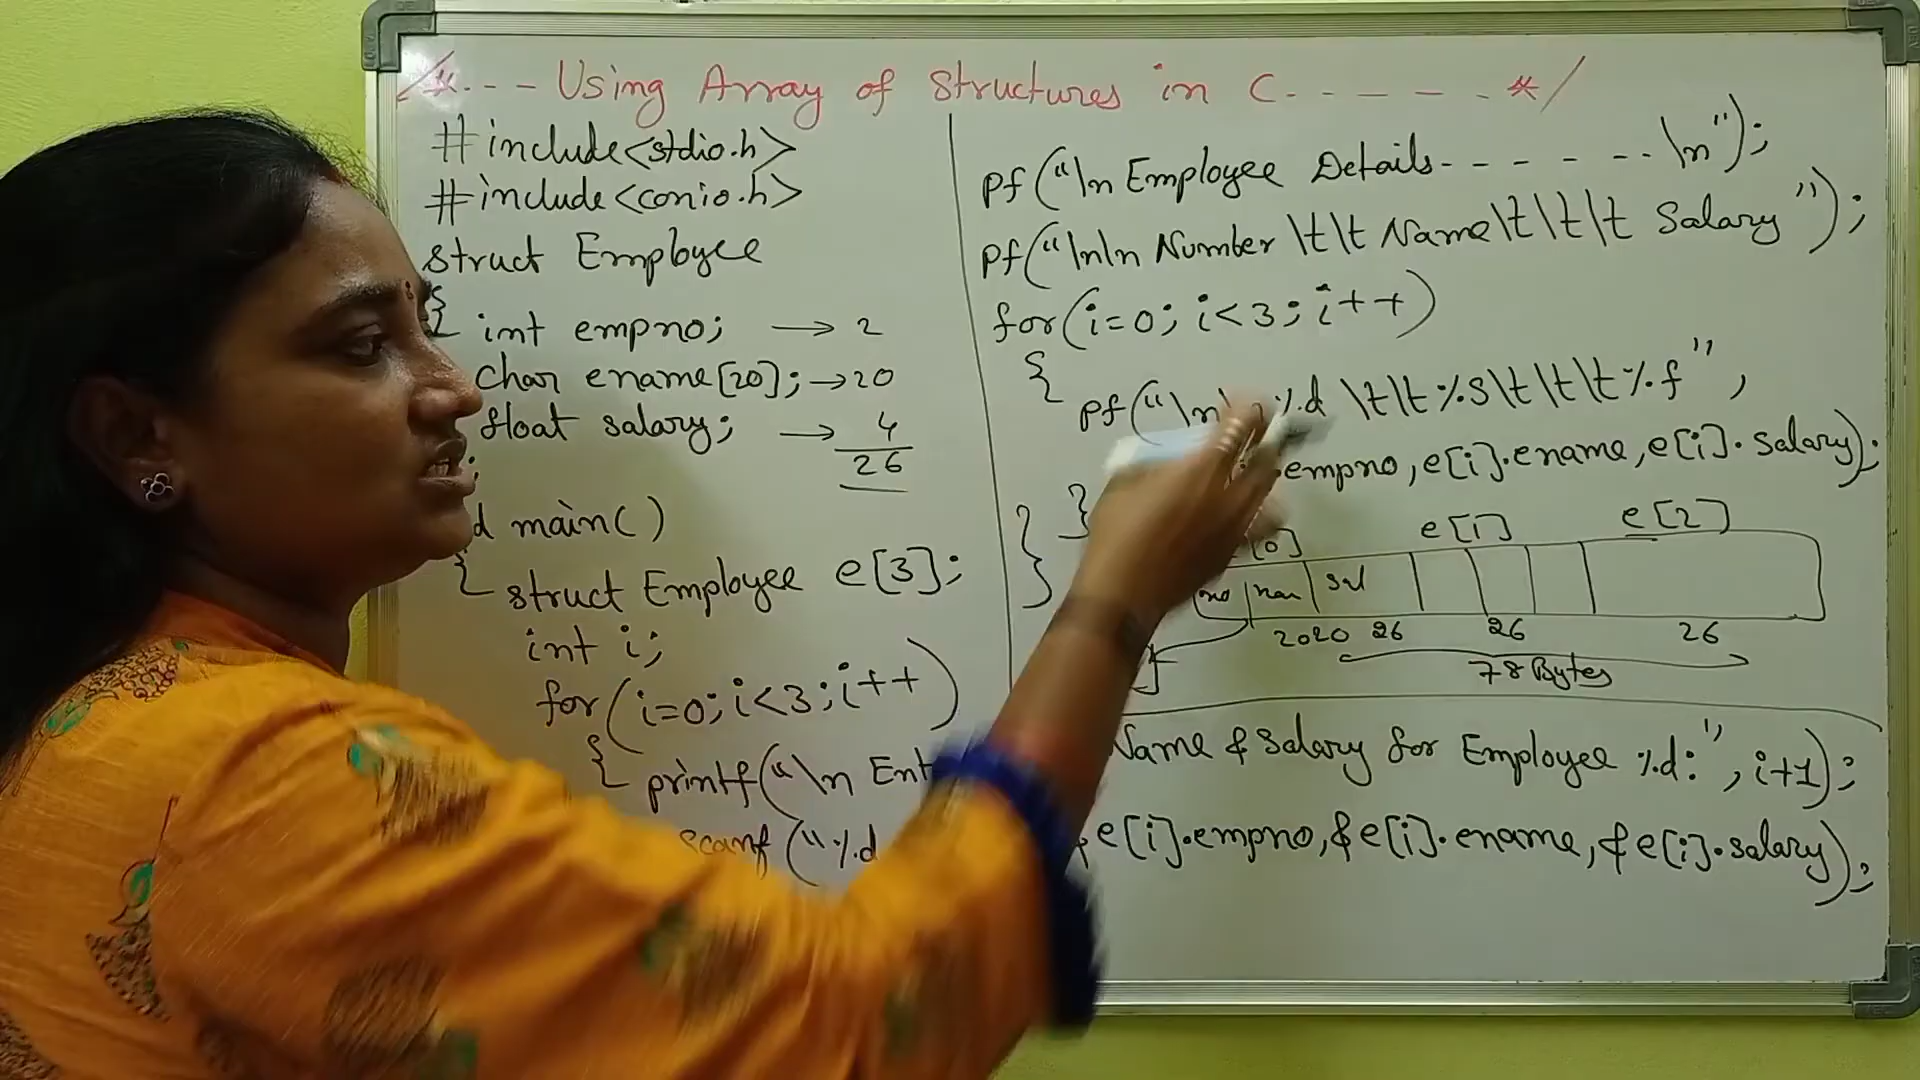 /*--- Using Array of Structures in C.-----*/
#include<stdio.h>
#include<conio.h>
struct Employee
{ int empno; → 2
char ename[20]; → 20
float salary; → 4
;
26
d main()
{ struct Employee e[3];
int i;
for(i=0; i<3; i++)
{ printf("\n Ent
scanf("%d
pf("\n Employee Details------\n");
pf("\n\n Number \t\t Name\t\t\t Salary");
for(i=0; i<3; i++)
{
pf("\n %d \t\t %s\t\t\t %.f",
empno, e[i].ename, e[i].salary);
}
}
[0] e[1] e[2]
no nam sal
2020 26 26 26
78 Bytes
Name & Salary for Employee %d:", i+1);
&e[i].empno, &e[i].ename, &e[i].salary);